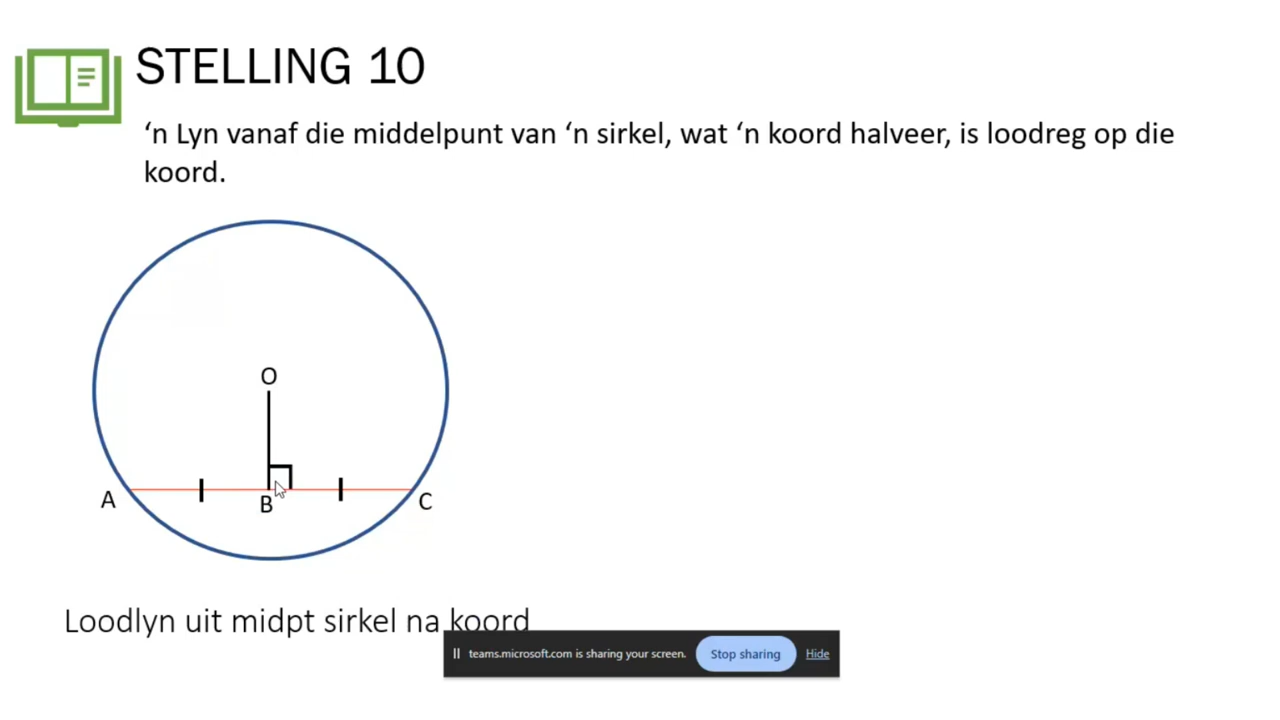 STELLING 10
‘n Lyn vanaf die middelpunt van ‘n sirkel, wat ‘n koord halveer, is loodreg op die
koord.
O
A
B
C
Loodlyn uit midpt sirkel na koord
teams.microsoft.com is sharing your screen. Stop sharing Hide